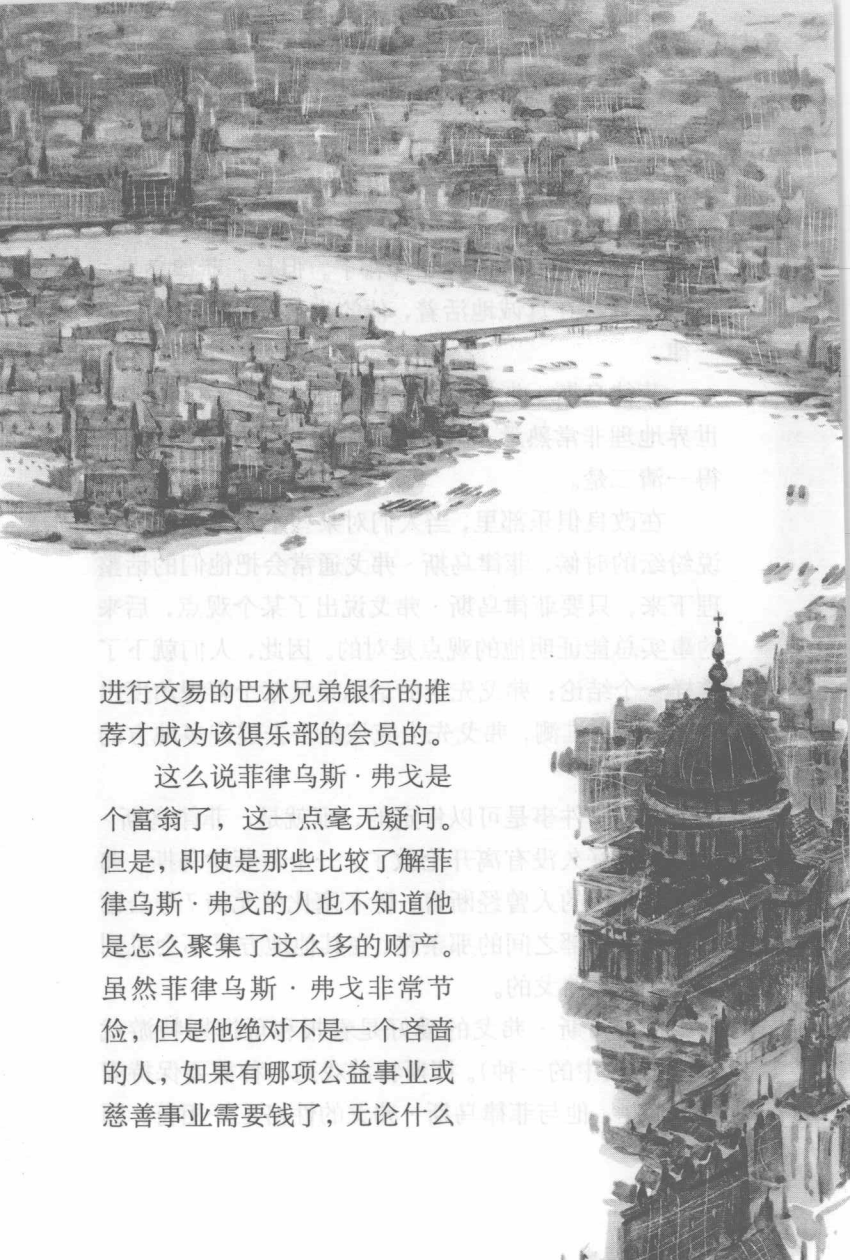 进行交易的巴林兄弟银行的推
荐才成为该俱乐部的会员的。
这么说菲律乌斯·弗戈是
个富翁了，这一点毫无疑问。
但是，即使是那些比较了解菲
律乌斯·弗戈的人也不知道他
是怎么聚集了这么多的财产。
虽然菲律乌斯·弗戈非常节
俭，但是他绝对不是一个吝啬
的人，如果有哪项公益事业或
慈善事业需要钱了，无论什么